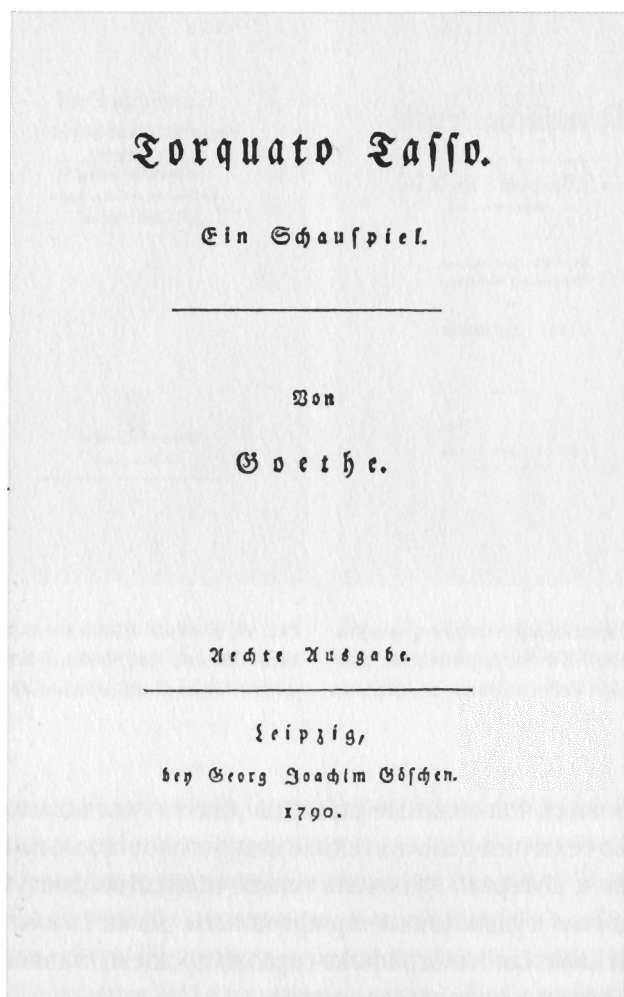 Torquato Tasso.
Ein Schauspiel.
Von
Goethe.
Aechte Ausgabe.
Leipzig,
bey Georg Joachim Göschen.
1790.